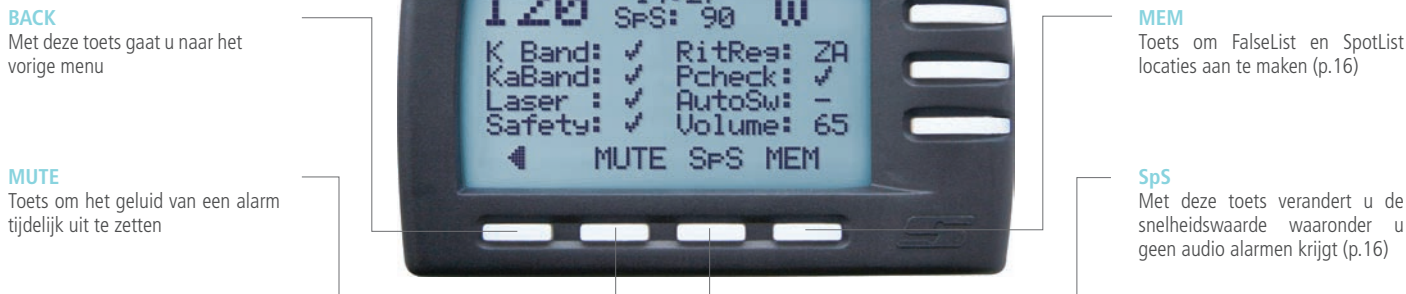 BACK
Met deze toets gaat u naar het
vorige menu
MUTE
Toets om het geluid van een alarm
tijdelijk uit te zetten
120
SpS: 90
W
K Band: ✓ RitReg: ZA
KaBand: ✓ Pcheck: ✓
Laser : ✓ AutoSw: -
Safety: ✓ Volume: 65
◀ MUTE SpS MEM
MEM
Toets om FalseList en SpotList
locaties aan te maken (p.16)
SpS
Met deze toets verandert u de
snelheidswaarde waaronder u
geen audio alarmen krijgt (p.16)